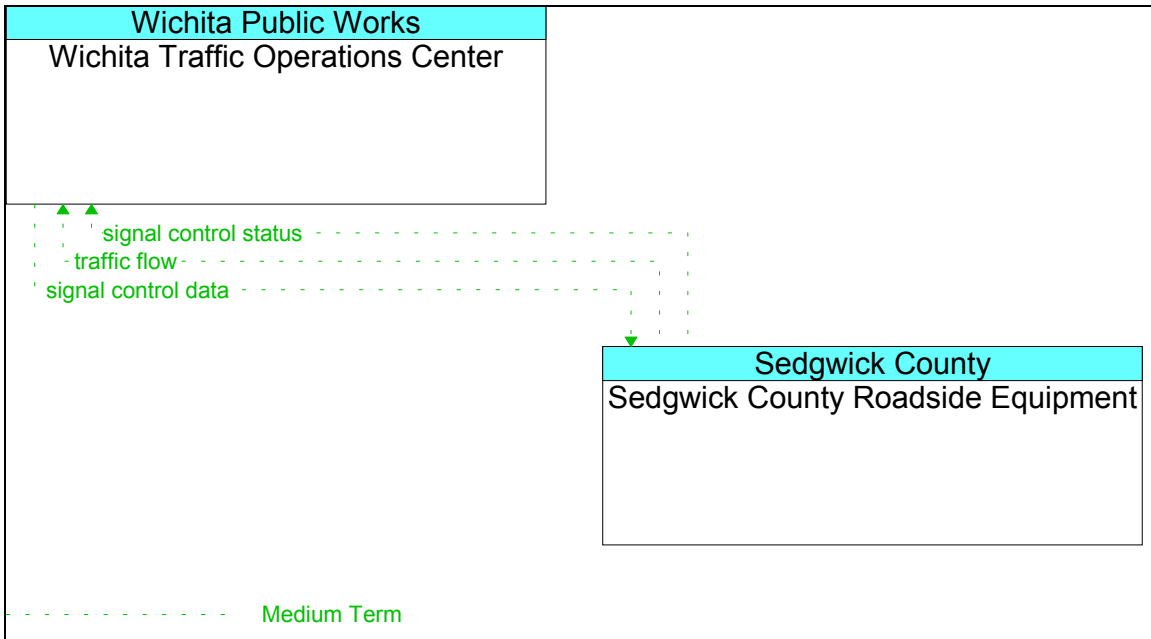 Wichita Public Works
Wichita Traffic Operations Center
signal control status
traffic flow
signal control data
Sedgwick County
Sedgwick County Roadside Equipment
Medium Term